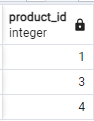 product_id
integer
1
3
4